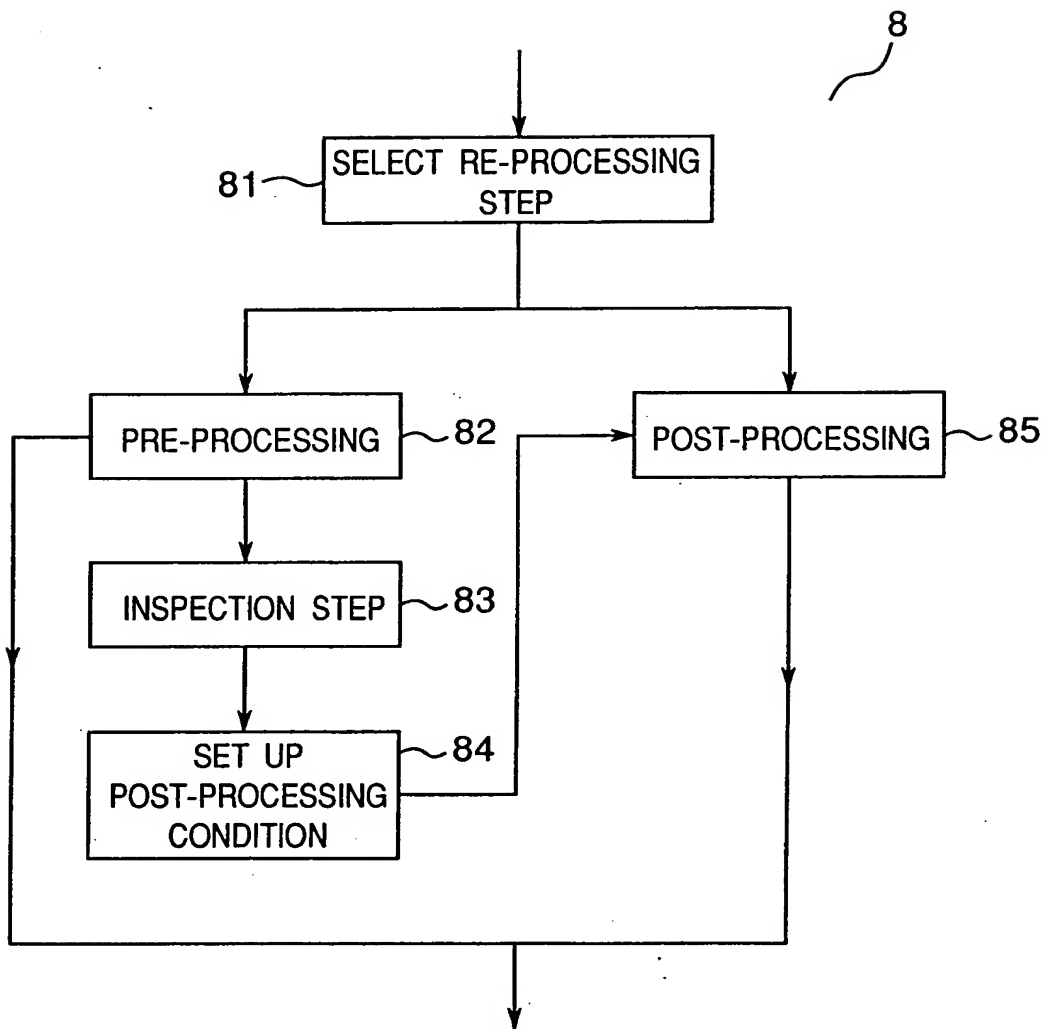 8
81
SELECT RE-PROCESSING
STEP
PRE-PROCESSING
82
POST-PROCESSING
85
INSPECTION STEP
83
SET UP
POST-PROCESSING
CONDITION
84